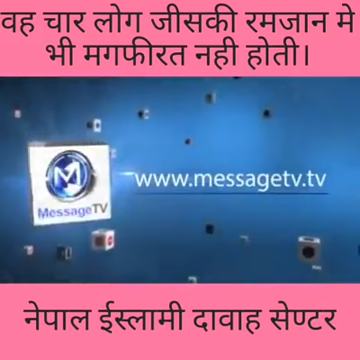 वह चार लोग जीसकी रमजान मे
भी मगफीरत नही होती।
www.messagetv.tv
M
MessageTV
नेपाल ईस्लामी दावाह सेण्टर